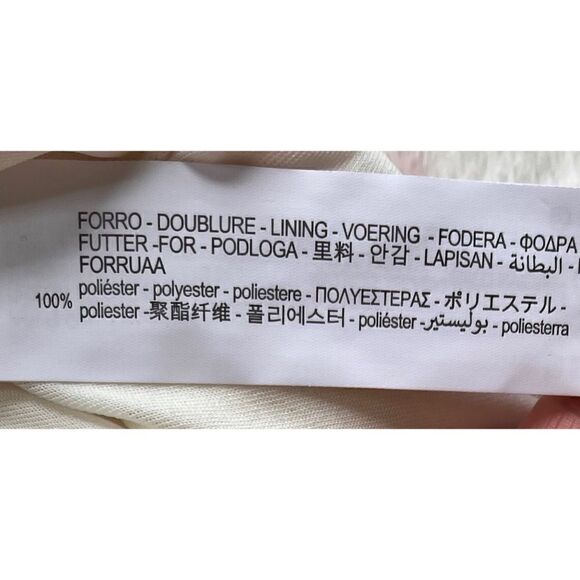 FORRO - DOUBLURE - LINING - VOERING - FODERA - ΦΟΔΡΑ
FUTTER -FOR - PODLOGA - 里料 - 안감 - LAPISAN - البطانة -
FORRUAA
100% poliéster - polyester - poliestere - ΠΟΛΥΕΣΤΕΡΑΣ - ポリエステル -
poliester -聚酯纤维 - 폴리에스터 - poliéster -بوليستير - poliesterra